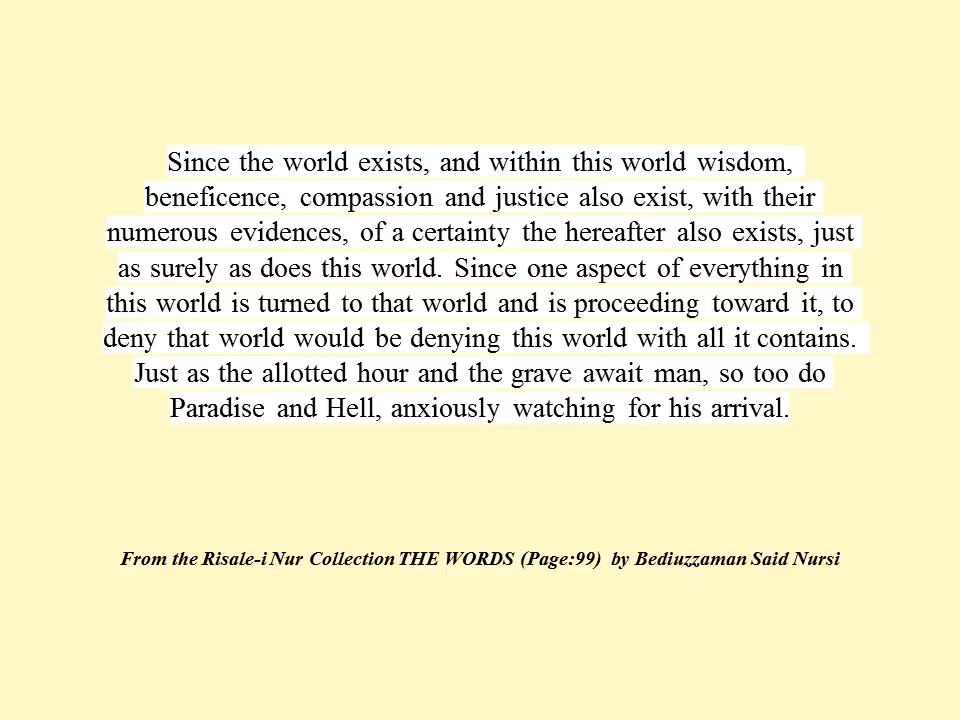 Since the world exists, and within this world wisdom,
beneficence, compassion and justice also exist, with their
numerous evidences, of a certainty the hereafter also exists, just
as surely as does this world. Since one aspect of everything in
this world is turned to that world and is proceeding toward it, to
deny that world would be denying this world with all it contains.
Just as the allotted hour and the grave await man, so too do
Paradise and Hell, anxiously watching for his arrival.
From the Risale-i Nur Collection THE WORDS (Page:99) by Bediuzzaman Said Nursi